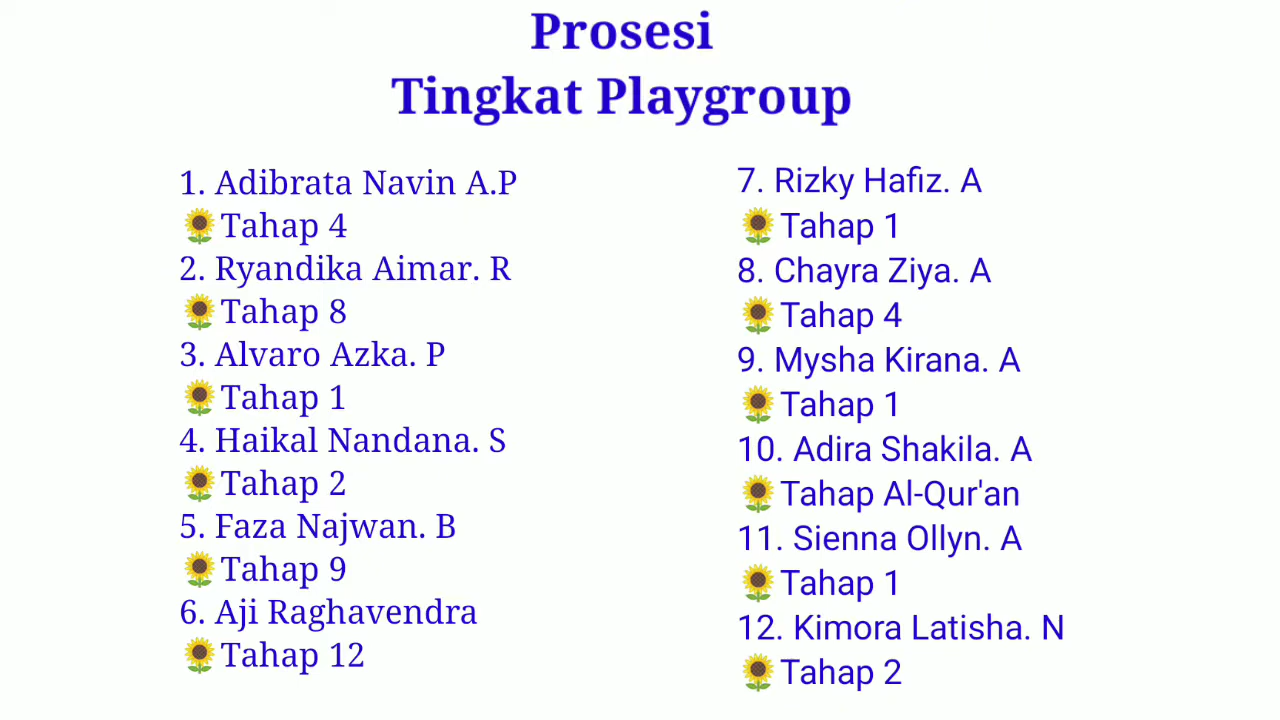 Prosesi
Tingkat Playgroup
1. Adibrata Navin A.P
🌻Tahap 4
2. Ryandika Aimar. R
🌻Tahap 8
3. Alvaro Azka. P
🌻Tahap 1
4. Haikal Nandana. S
🌻Tahap 2
5. Faza Najwan. B
🌻Tahap 9
6. Aji Raghavendra
🌻Tahap 12
7. Rizky Hafiz. A
🌻Tahap 1
8. Chayra Ziya. A
🌻Tahap 4
9. Mysha Kirana. A
🌻Tahap 1
10. Adira Shakila. A
🌻Tahap Al-Qur'an
11. Sienna Ollyn. A
🌻Tahap 1
12. Kimora Latisha. N
🌻Tahap 2